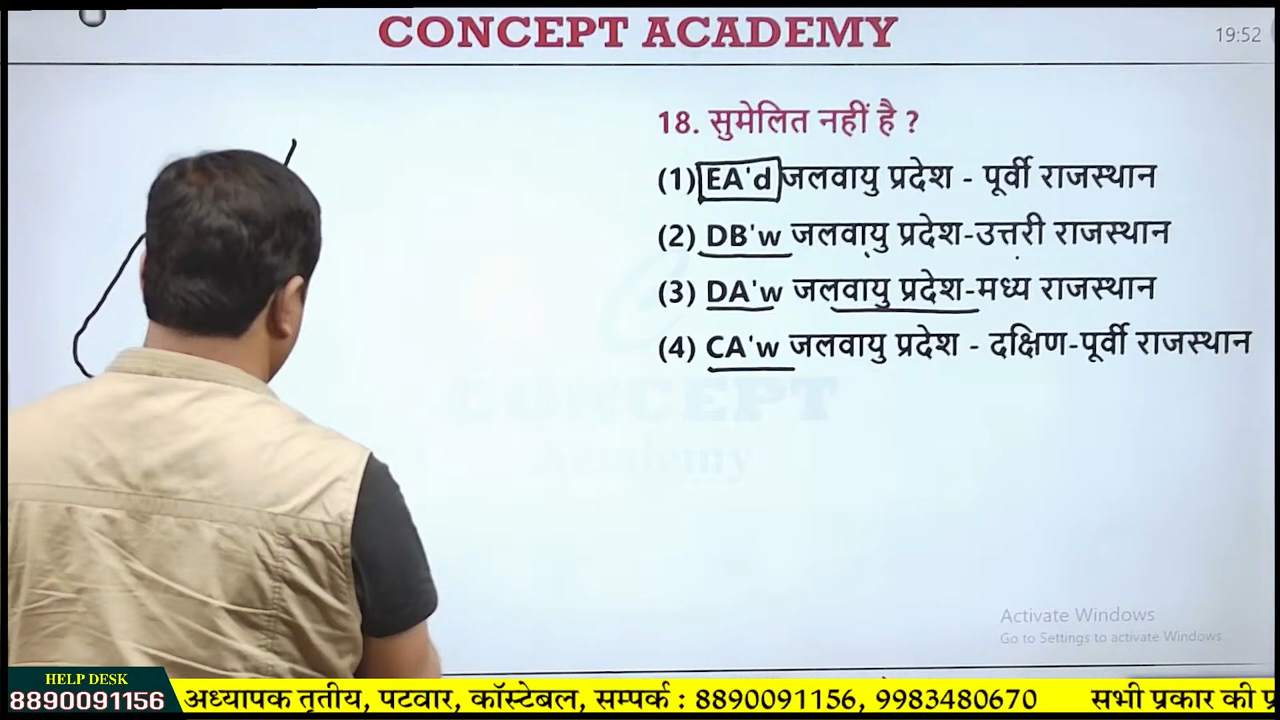 CONCEPT ACADEMY
19:52
18. सुमेलित नहीं है ?
(1) EA'd जलवायु प्रदेश - पूर्वी राजस्थान
(2) DB'w जलवायु प्रदेश-उत्तरी राजस्थान
(3) DA'w जलवायु प्रदेश-मध्य राजस्थान
(4) CA'w जलवायु प्रदेश - दक्षिण-पूर्वी राजस्थान
CONCEPT
Academy
Activate Windows
Go to Settings to activate Windows.
HELP DESK
8890091156
अध्यापक तृतीय, पटवार, कॉस्टेबल, सम्पर्क : 8890091156, 9983480670 सभी प्रकार की